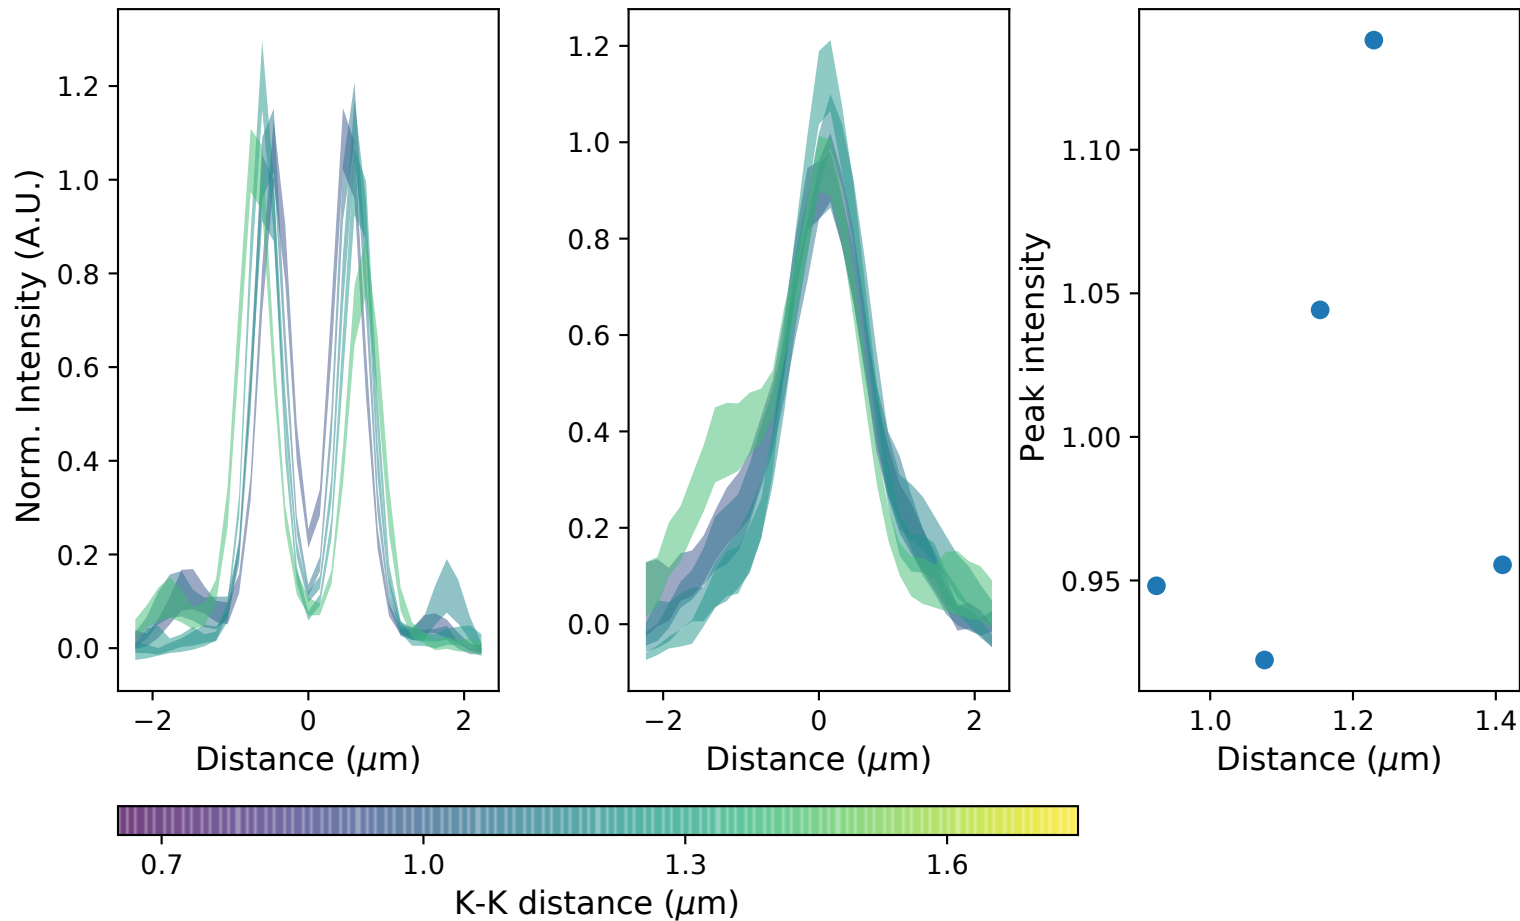 Norm. Intensity (A.U.)
1.2
1.0
0.8
0.6
0.4
0.2
0.0
−2 0 2
Distance (μm)
1.2
1.0
0.8
0.6
0.4
0.2
0.0
−2 0 2
Distance (μm)
Peak intensity
1.10
1.05
1.00
0.95
1.0 1.2 1.4
Distance (μm)
0.7 1.0 1.3 1.6
K-K distance (μm)